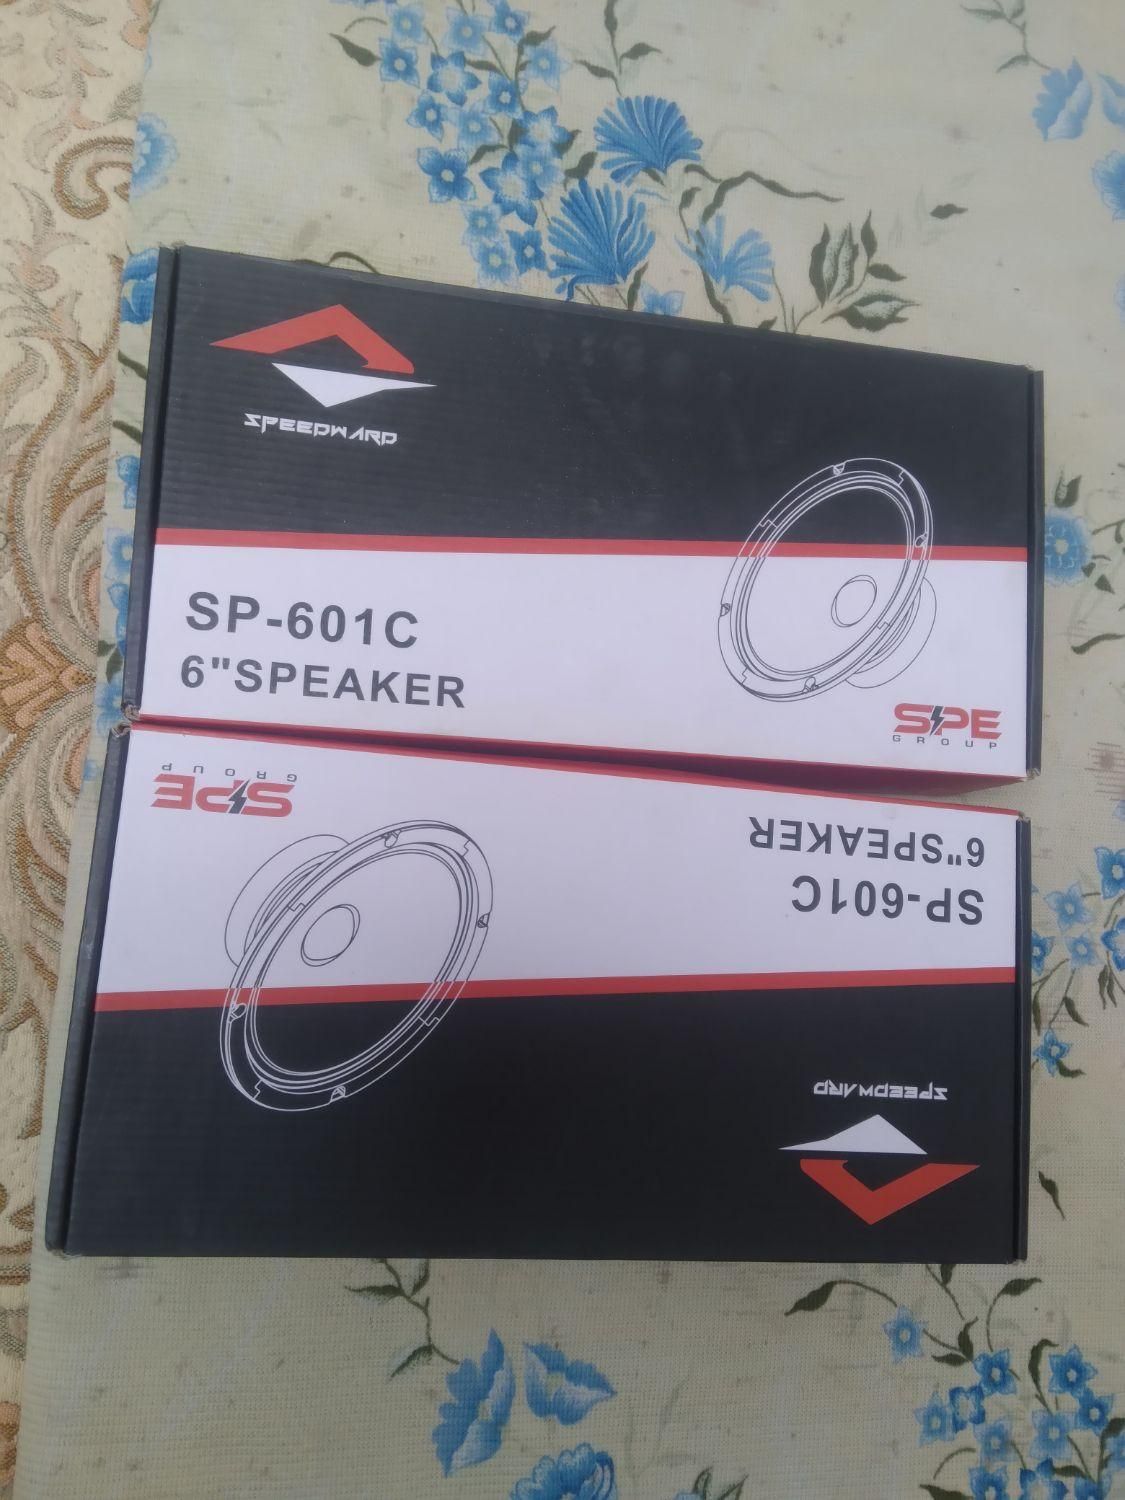 SPEEDWARD
SP-601C
6"SPEAKER
SPE
GROUP
SPE
GROUP
6"SPEAKER
SP-601C
SPEEDWARD